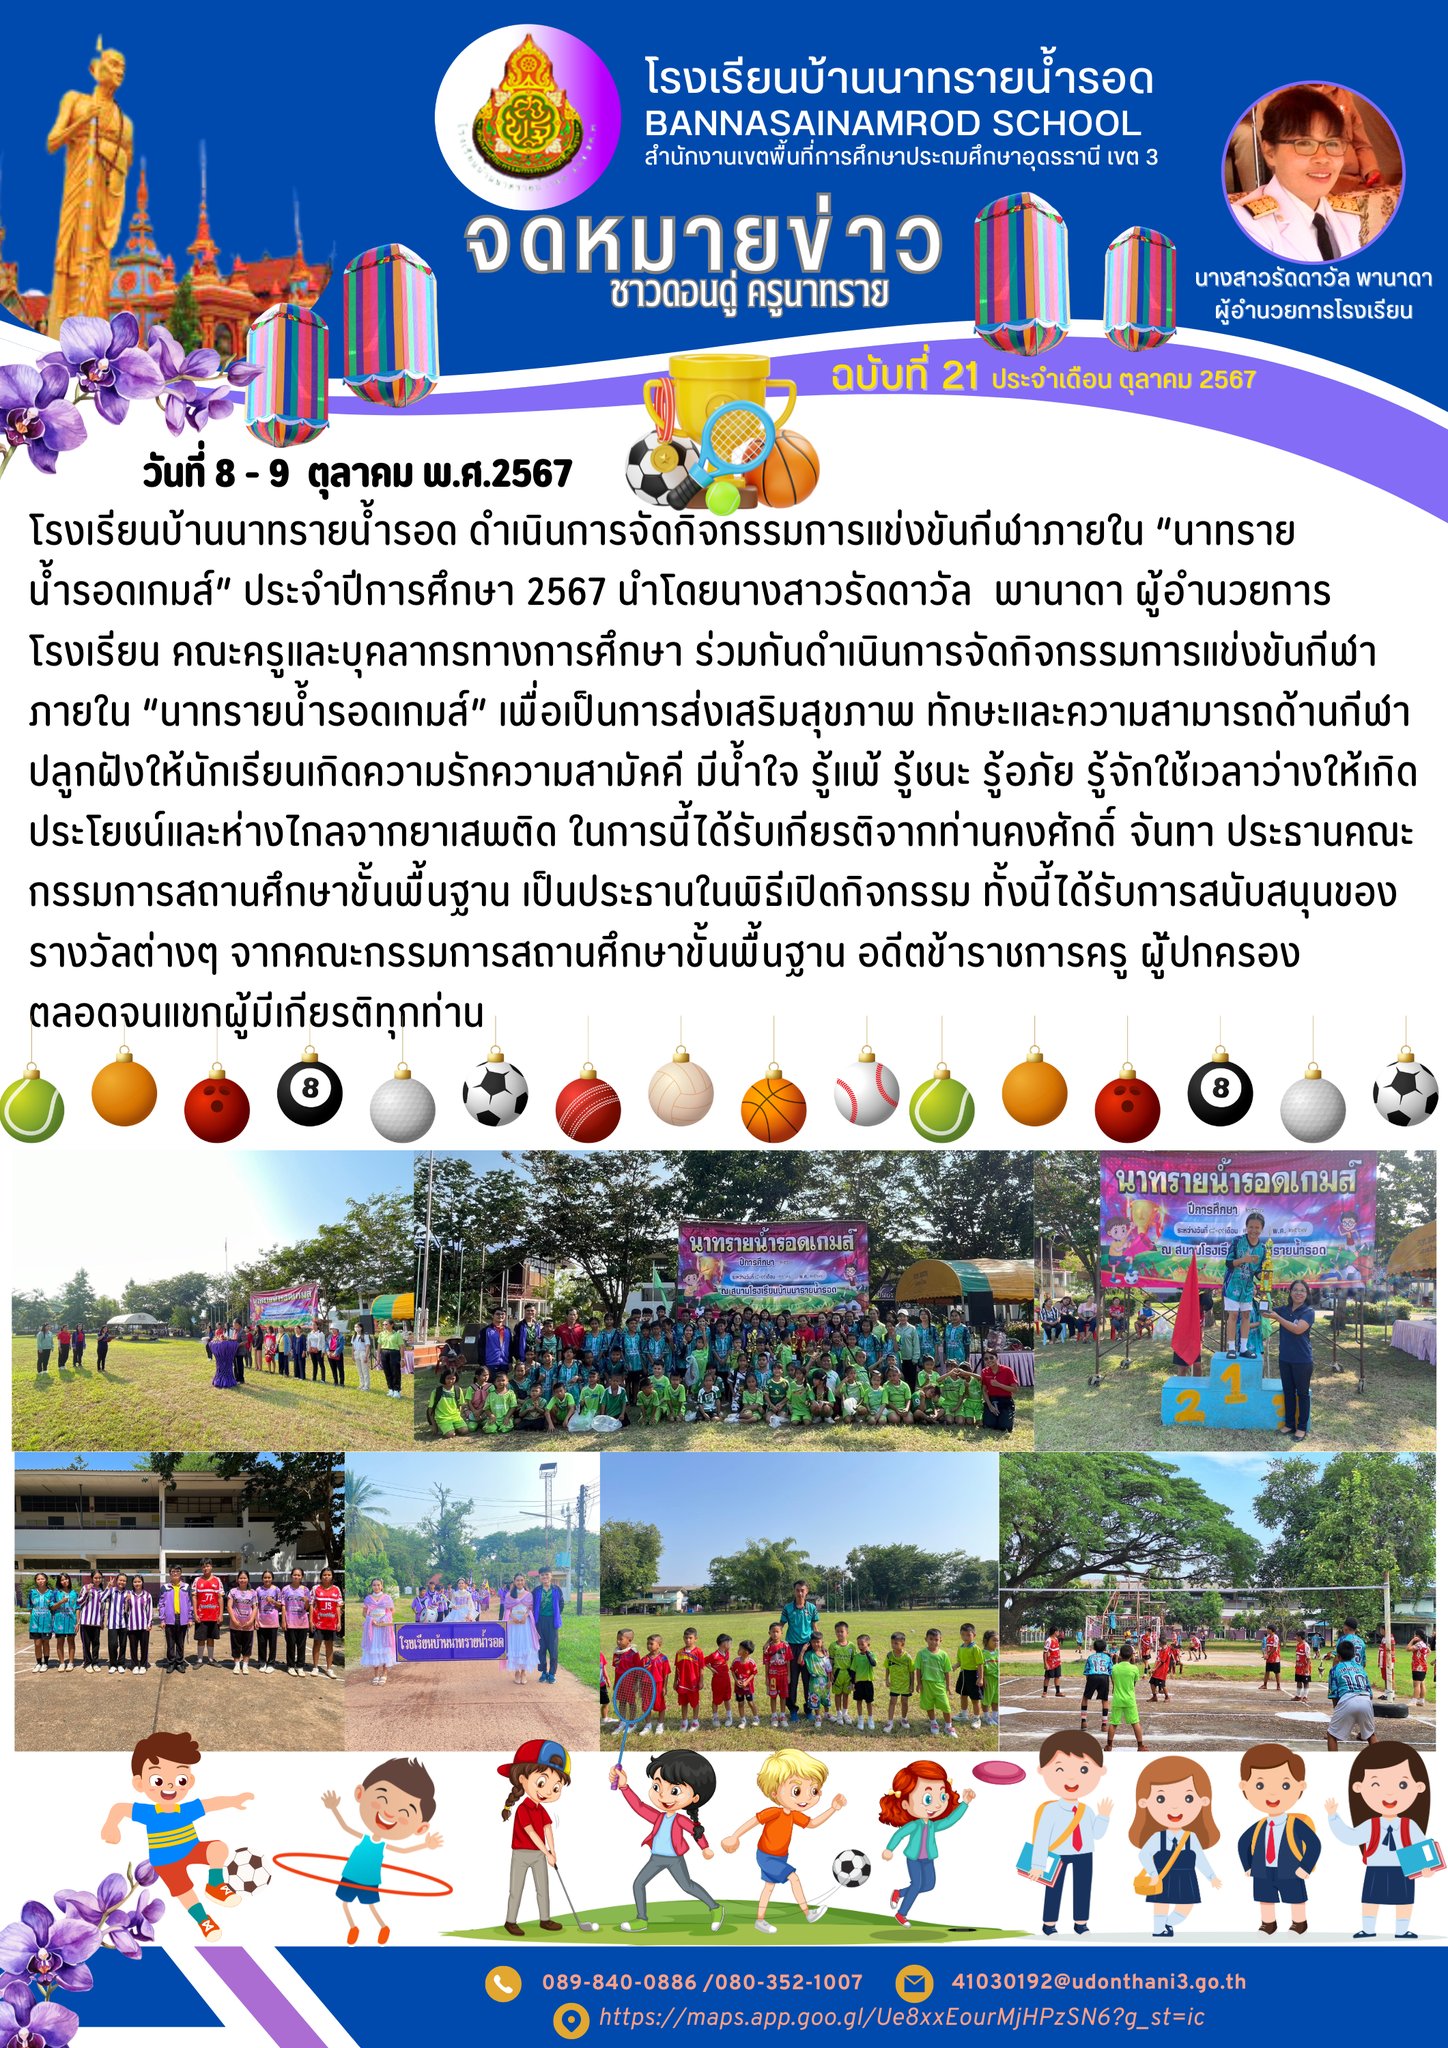 โรงเรียนบ้านนาทรายน้ำรอด
BANNASAINAMROD SCHOOL
สำนักงานเขตพื้นที่การศึกษาประถมศึกษาอุดรธานี เขต 3
จดหมายข่าว
ชาวดอนดู่ ครูนาทราย
นางสาวรัดดาวัล พานาดา
ผู้อำนวยการโรงเรียน
ฉบับที่ 21 ประจำเดือน ตุลาคม 2567
วันที่ 8 - 9 ตุลาคม พ.ศ.2567
โรงเรียนบ้านนาทรายน้ำรอด ดำเนินการจัดกิจกรรมการแข่งขันกีฬาภายใน “นาทราย
น้ำรอดเกมส์” ประจำปีการศึกษา 2567 นำโดยนางสาวรัดดาวัล พานาดา ผู้อำนวยการ
โรงเรียน คณะครูและบุคลากรทางการศึกษา ร่วมกันดำเนินการจัดกิจกรรมการแข่งขันกีฬา
ภายใน “นาทรายน้ำรอดเกมส์” เพื่อเป็นการส่งเสริมสุขภาพ ทักษะและความสามารถด้านกีฬา
ปลูกฝังให้นักเรียนเกิดความรักความสามัคคี มีน้ำใจ รู้แพ้ รู้ชนะ รู้อภัย รู้จักใช้เวลาว่างให้เกิด
ประโยชน์และห่างไกลจากยาเสพติด ในการนี้ได้รับเกียรติจากท่านคงศักดิ์ จันทา ประธานคณะ
กรรมการสถานศึกษาขั้นพื้นฐาน เป็นประธานในพิธีเปิดกิจกรรม ทั้งนี้ได้รับการสนับสนุนของ
รางวัลต่างๆ จากคณะกรรมการสถานศึกษาขั้นพื้นฐาน อดีตข้าราชการครู ผู้ปกครอง
ตลอดจนแขกผู้มีเกียรติทุกท่าน
8
8
นาทรายน้ำรอดเกมส์
นาทรายน้ำรอดเกมส์
ปีการศึกษา
ณ สนามโรงเรียนบ้านนาทรายน้ำรอด
นาทรายน้ำรอดเกมส์
ปีการศึกษา
2 1
โรงเรียนบ้านนาทรายน้ำรอด
089-840-0886 /080-352-1007
41030192@udonthani3.go.th
https://maps.app.goo.gl/Ue8xxEourMjHPzSN6?g_st=ic